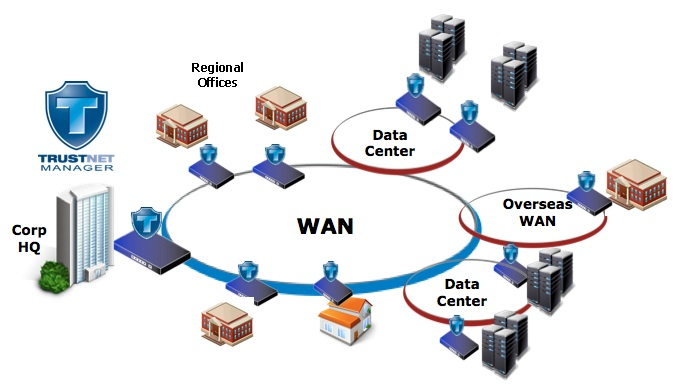 Regional
Offices
T
TRUSTNET
MANAGER
Data
Center
Corp
HQ
WAN
Overseas
WAN
Data
Center